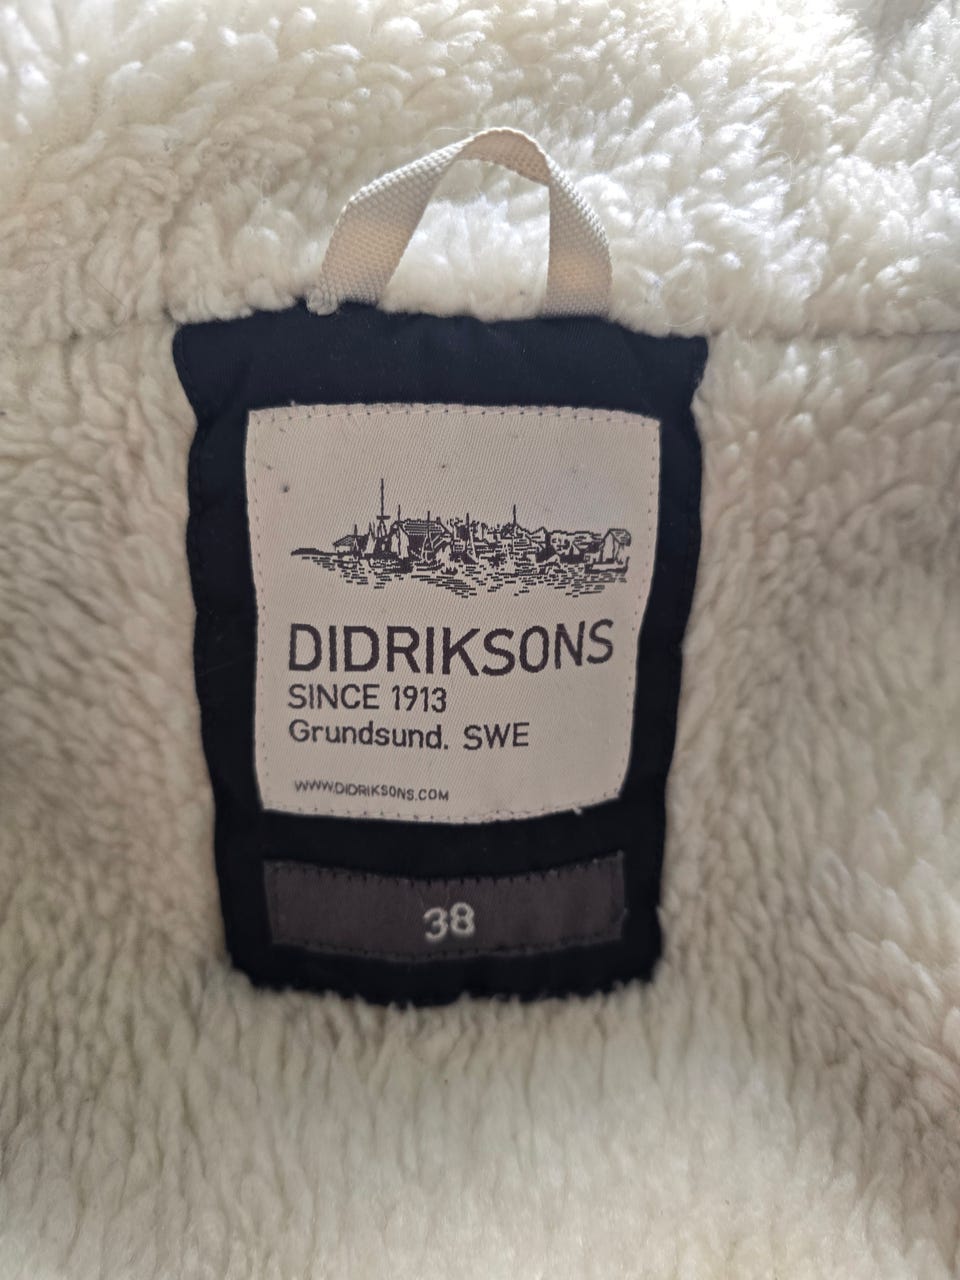 DIDRIKSONS
SINCE 1913
Grundsund. SWE
WWW.DIDRIKSONS.COM
38